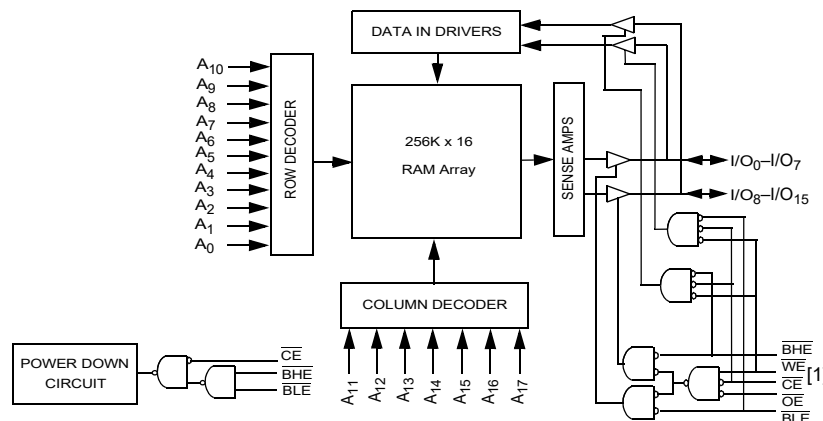 DATA IN DRIVERS
A10
A9
A8
A7
A6
A5
A4
A3
A2
A1
A0
ROW DECODER
256K x 16
RAM Array
SENSE AMPS
I/O0–I/O7
I/O8–I/O15
COLUMN DECODER
A11
A12
A13
A14
A15
A16
A17
POWER DOWN
CIRCUIT
CE
BHE
BLE
BHE
WE
CE
[1
OE
BLE